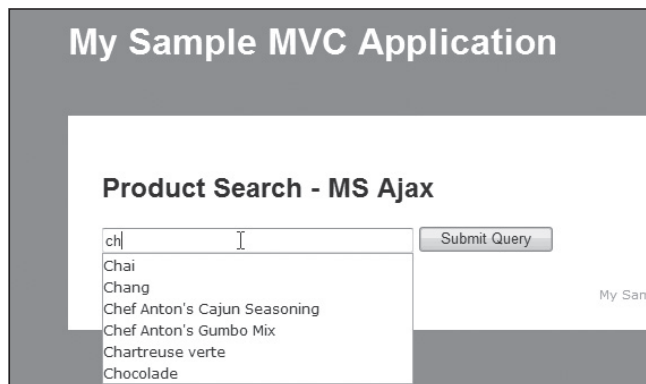 My Sample MVC Application
Product Search - MS Ajax
ch
Submit Query
Chai
Chang
Chef Anton's Cajun Seasoning
Chef Anton's Gumbo Mix
Chartreuse verte
Chocolade
My